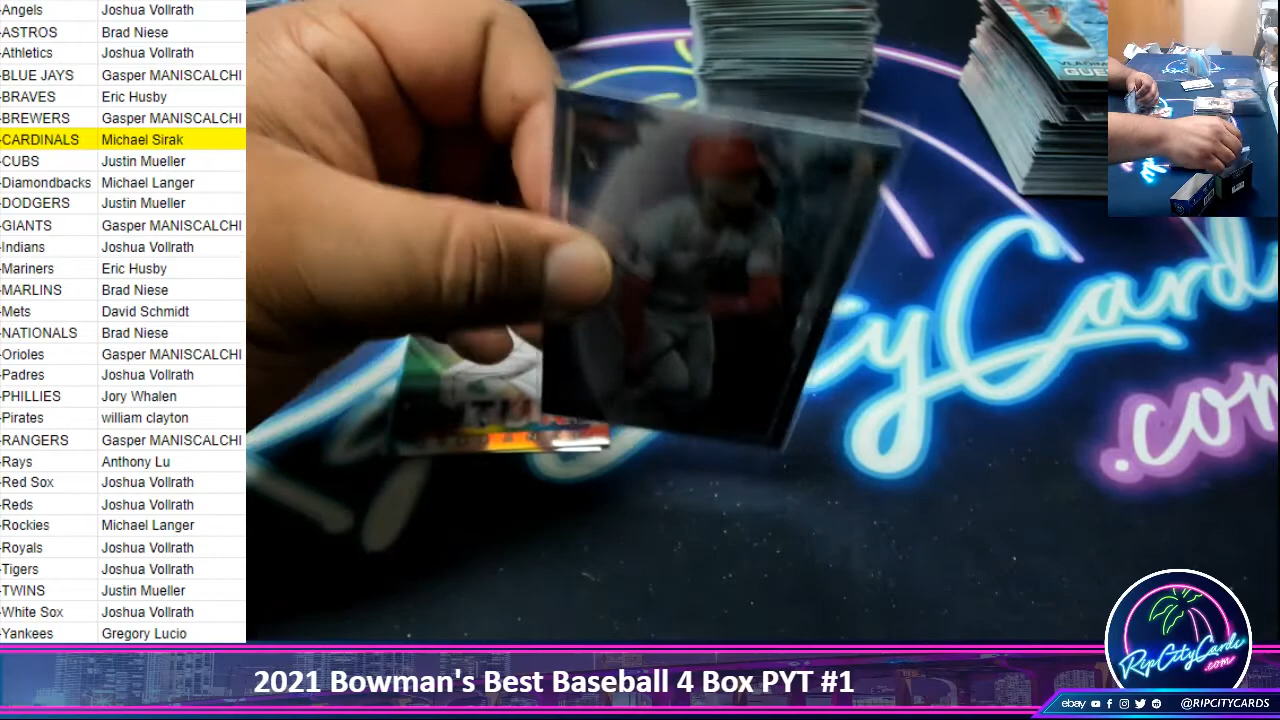 -Angels Joshua Vollrath
-ASTROS Brad Niese
-Athletics Joshua Vollrath
-BLUE JAYS Gasper MANISCALCHI
-BRAVES Eric Husby
-BREWERS Gasper MANISCALCHI
-CARDINALS Michael Sirak
-CUBS Justin Mueller
-Diamondbacks Michael Langer
-DODGERS Justin Mueller
-GIANTS Gasper MANISCALCHI
-Indians Joshua Vollrath
-Mariners Eric Husby
-MARLINS Brad Niese
-Mets David Schmidt
-NATIONALS Brad Niese
-Orioles Gasper MANISCALCHI
-Padres Joshua Vollrath
-PHILLIES Jory Whalen
-Pirates william clayton
-RANGERS Gasper MANISCALCHI
-Rays Anthony Lu
-Red Sox Joshua Vollrath
-Reds Joshua Vollrath
-Rockies Michael Langer
-Royals Joshua Vollrath
-Tigers Joshua Vollrath
-TWINS Justin Mueller
-White Sox Joshua Vollrath
-Yankees Gregory Lucio
VLADIMIR
GUE
ityCards
.com
RipCityCards
.com
2021 Bowman's Best Baseball 4 Box PYT #1
ebay @RIPCITYCARDS